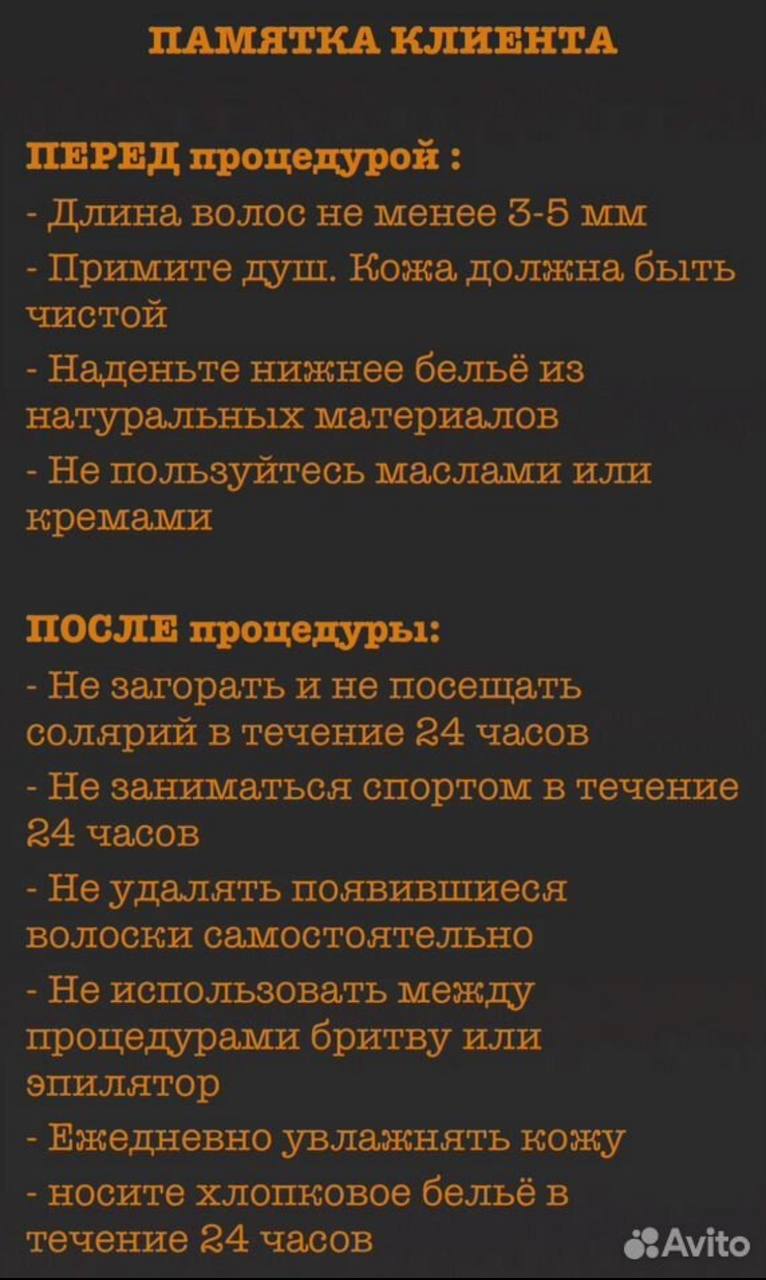 ПАМЯТКА КЛИЕНТА
ПЕРЕД процедурой :
- Длина волос не менее 3-5 мм
- Примите душ. Кожа должна быть
чистой
- Наденьте нижнее бельё из
натуральных материалов
- Не пользуйтесь маслами или
кремами
ПОСЛЕ процедуры:
- Не загорать и не посещать
солярий в течение 24 часов
- Не заниматься спортом в течение
24 часов
- Не удалять появившиеся
волоски самостоятельно
- Не использовать между
процедурами бритву или
эпилятор
- Ежедневно увлажнять кожу
- носите хлопковое бельё в
течение 24 часов
Avito